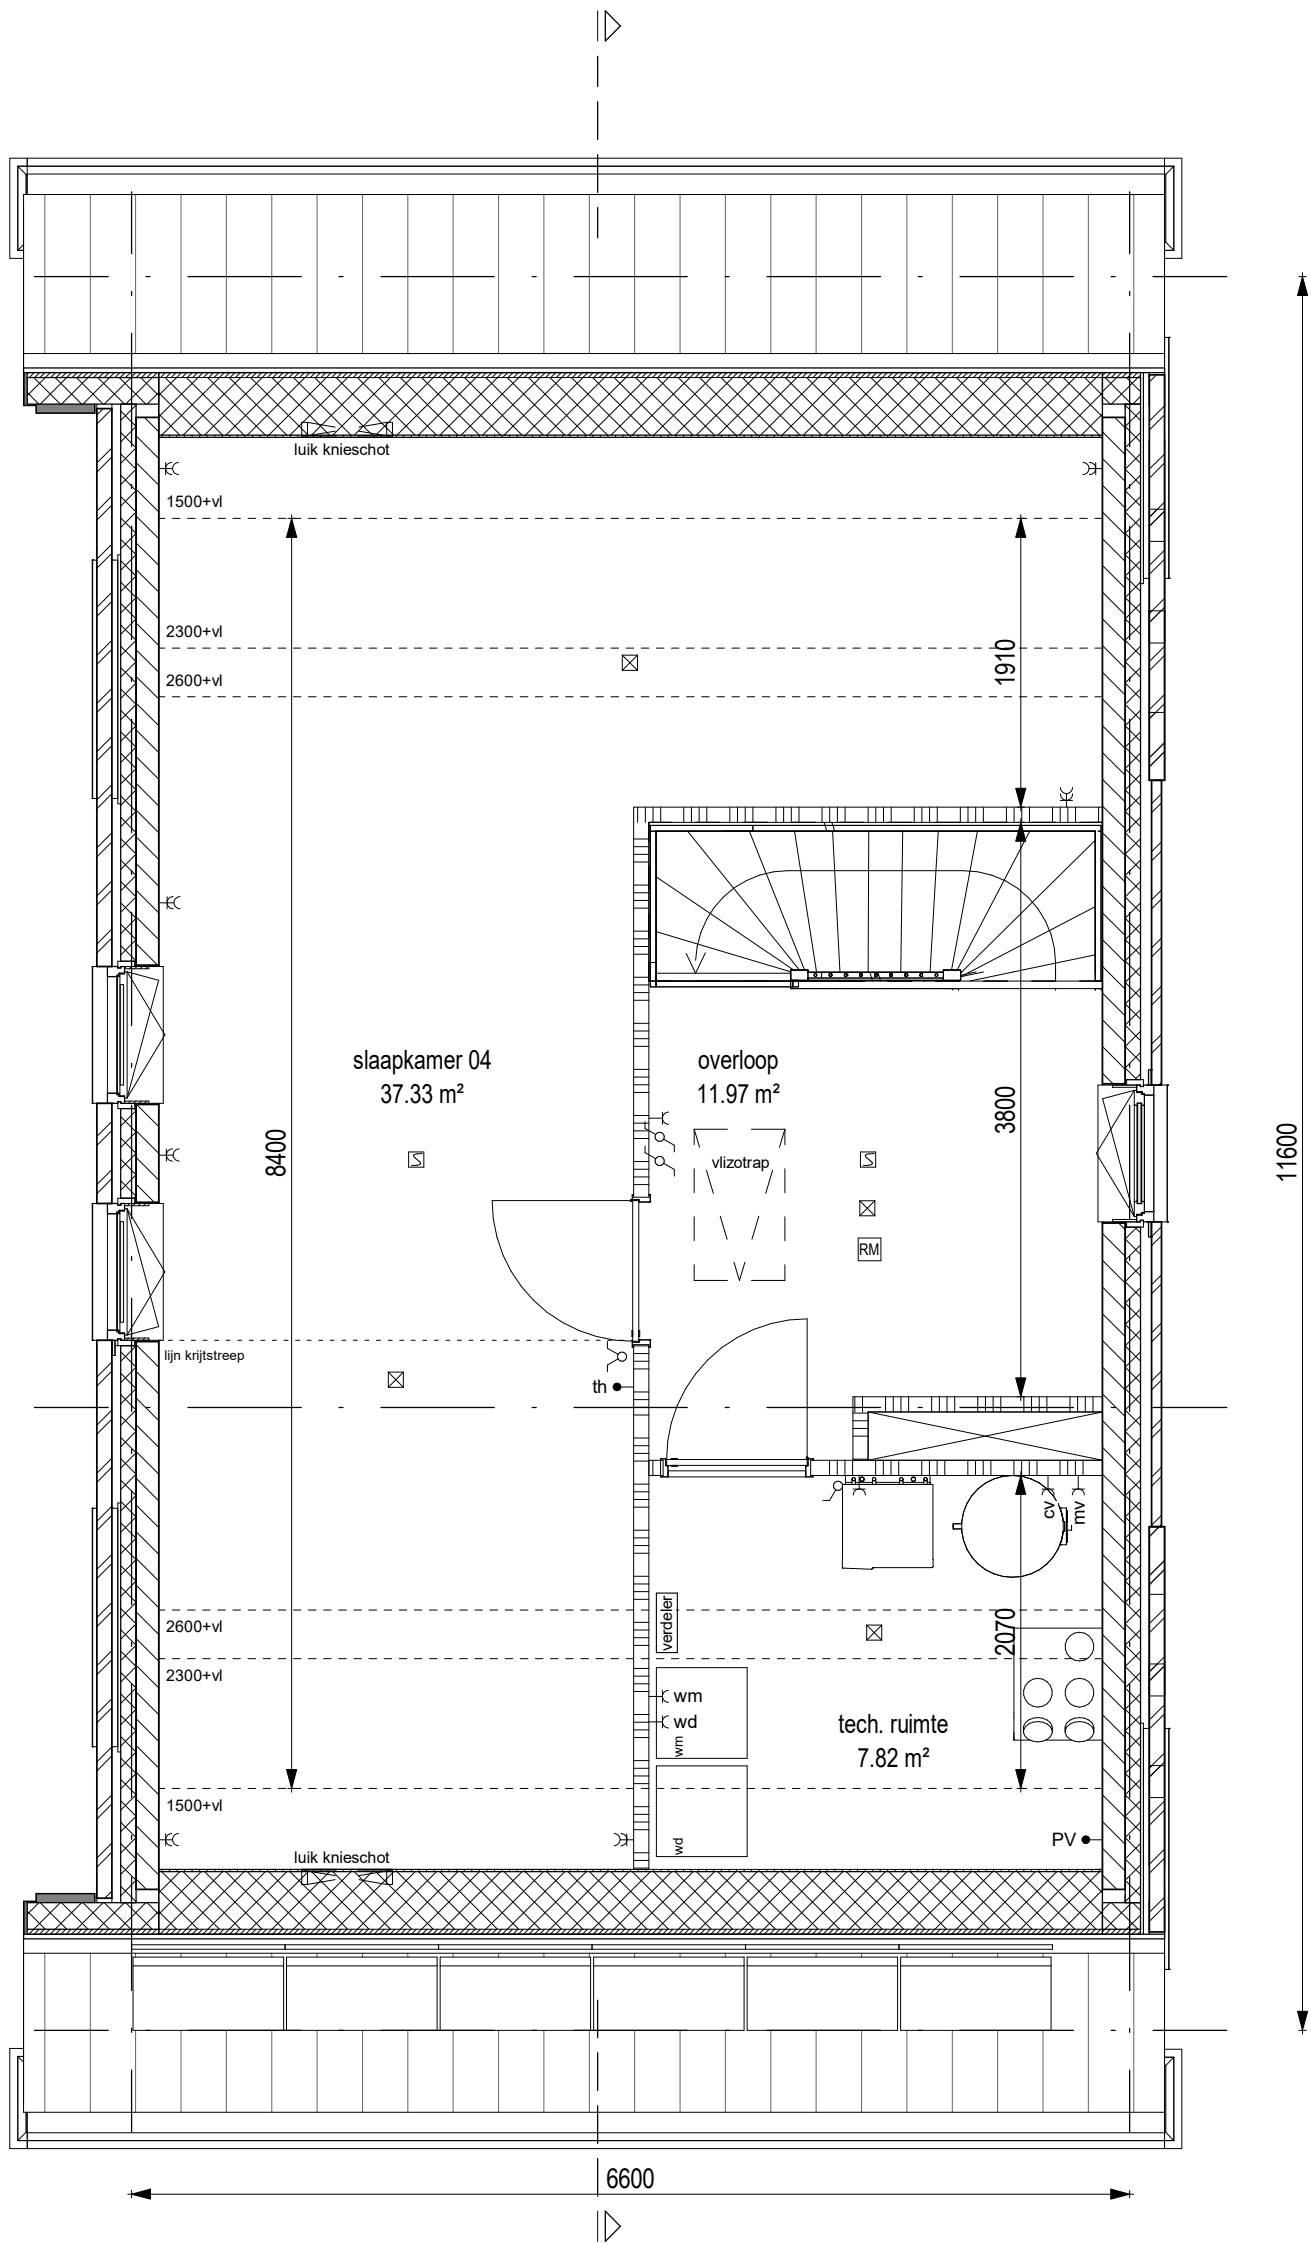 luik knieschot
1500+vl
2300+vl
2600+vl
1910
slaapkamer 04
37.33 m²
overloop
11.97 m²
3800
8400
11600
vlizotrap
RM
lijn krijtstreep
th
cv
mv
verdeler
2600+vl
2300+vl
2070
wm
wd
wm
tech. ruimte
7.82 m²
1500+vl
wd
PV
luik knieschot
6600